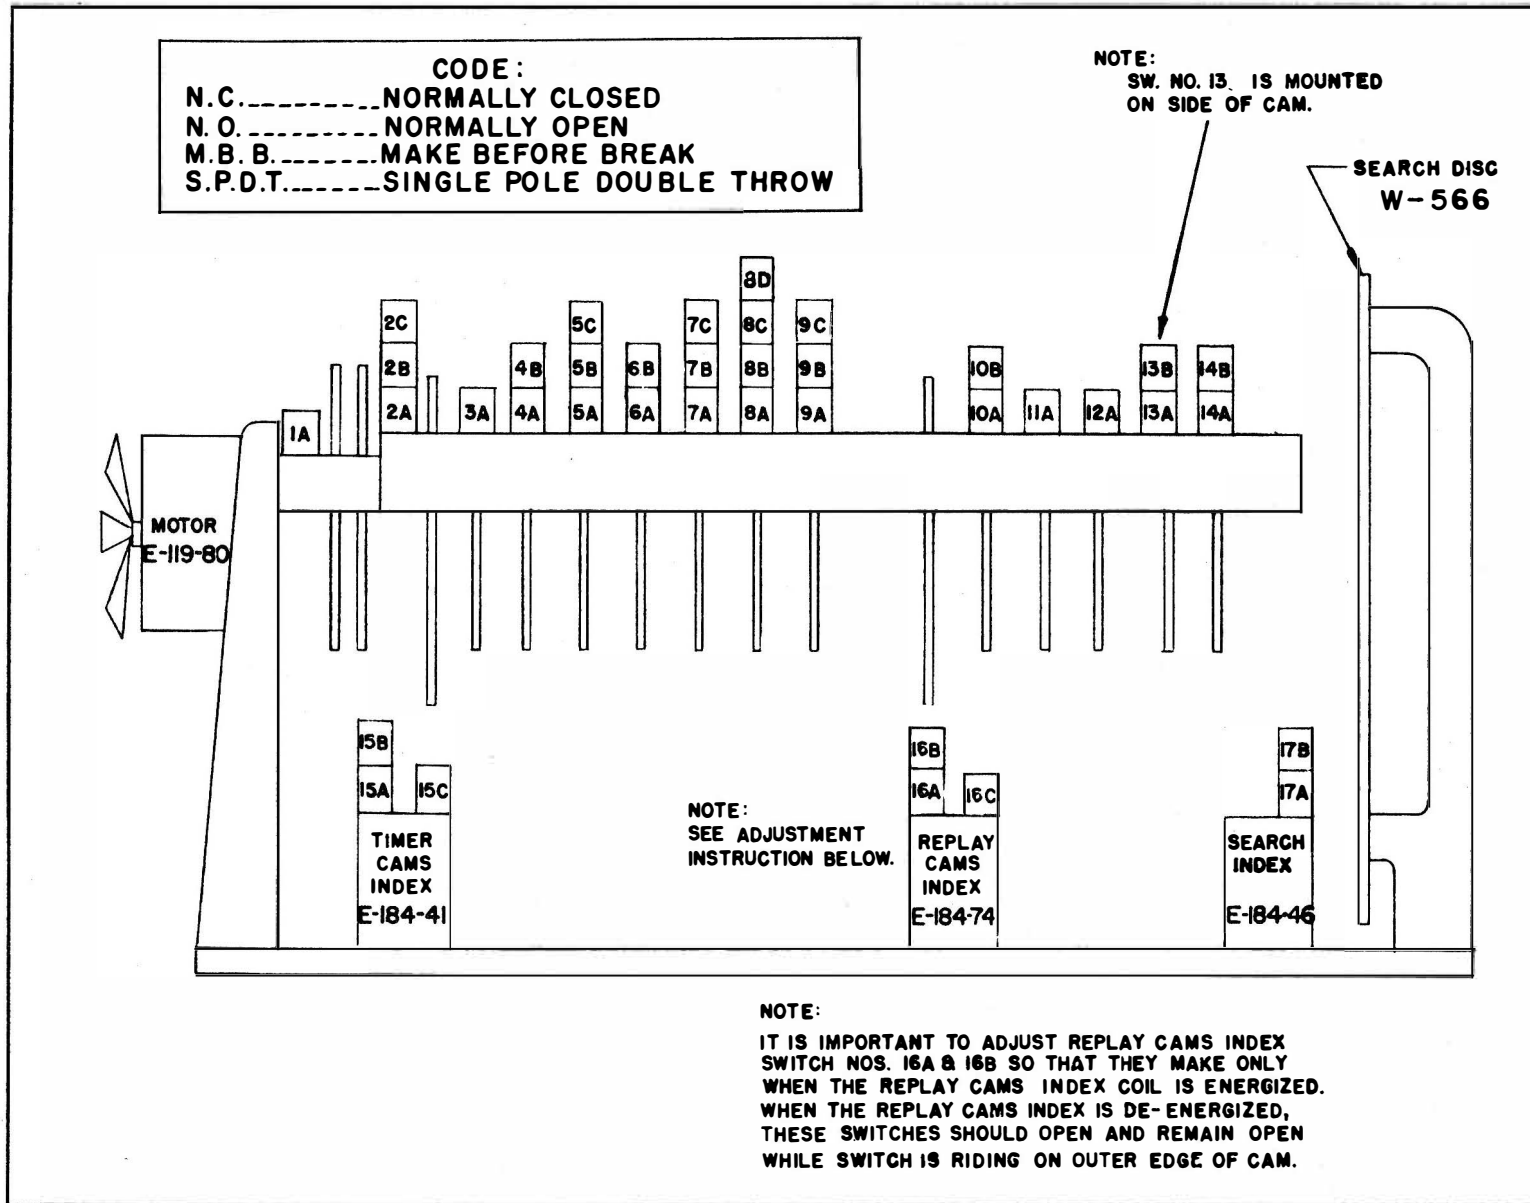 CODE:
N.C.----------NORMALLY CLOSED
N.O.----------NORMALLY OPEN
M.B.B.--------MAKE BEFORE BREAK
S.P.D.T.-------SINGLE POLE DOUBLE THROW
NOTE:
SW. NO. 13. IS MOUNTED
ON SIDE OF CAM.
SEARCH DISC
W-566
8D
2C 5C 7C 8C 9C
2B 4B 5B 6B 7B 8B 9B 10B 13B 14B
1A 2A 3A 4A 5A 6A 7A 8A 9A 10A 11A 12A 13A 14A
MOTOR
E-119-80
15B
15A 15C
TIMER
CAMS
INDEX
E-184-41
NOTE:
SEE ADJUSTMENT
INSTRUCTION BELOW.
16B
16A 16C
REPLAY
CAMS
INDEX
E-184-74
17B
17A
SEARCH
INDEX
E-184-46
NOTE:
IT IS IMPORTANT TO ADJUST REPLAY CAMS INDEX
SWITCH NOS. 16A & 16B SO THAT THEY MAKE ONLY
WHEN THE REPLAY CAMS INDEX COIL IS ENERGIZED.
WHEN THE REPLAY CAMS INDEX IS DE-ENERGIZED,
THESE SWITCHES SHOULD OPEN AND REMAIN OPEN
WHILE SWITCH IS RIDING ON OUTER EDGE OF CAM.